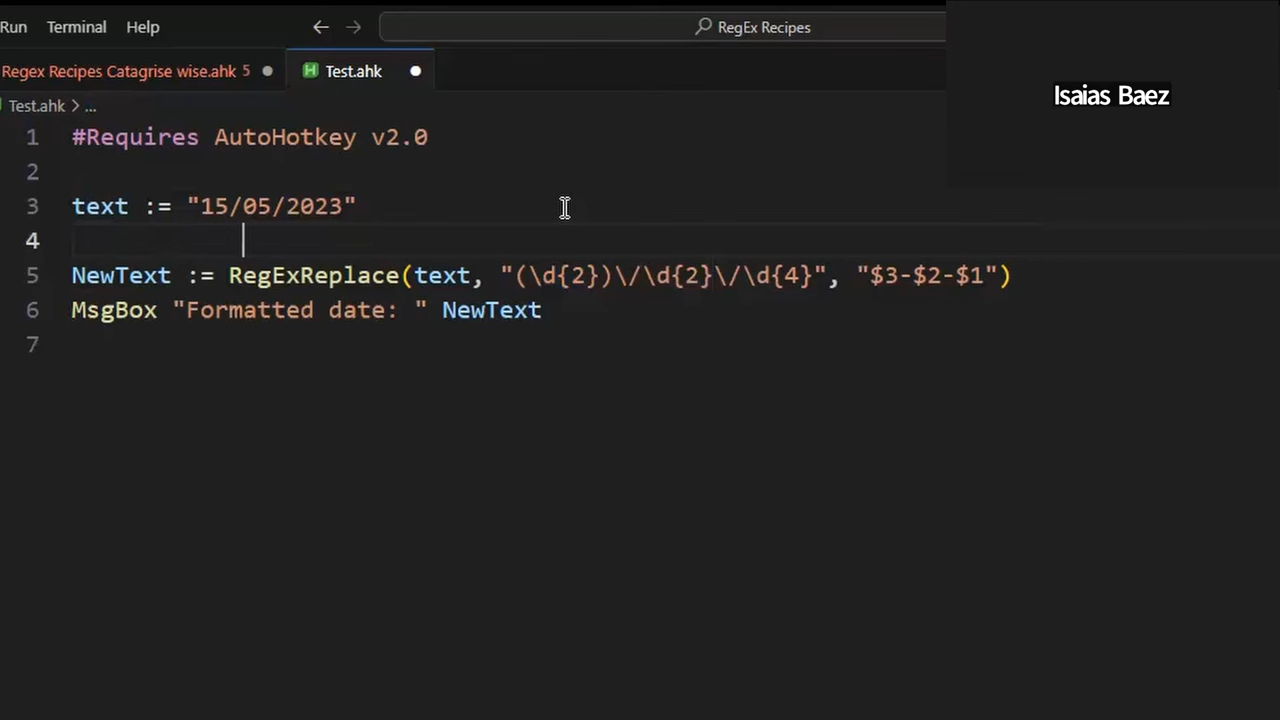 Run Terminal Help RegEx Recipes
Isaias Baez
Regex Recipes Catagrise wise.ahk 5 Test.ahk
Test.ahk > ...
1 #Requires AutoHotkey v2.0
2
3 text := "15/05/2023"
4
5 NewText := RegExReplace(text, "(\d{2})\/\d{2}\/\d{4}", "$3-$2-$1")
6 MsgBox "Formatted date: " NewText
7